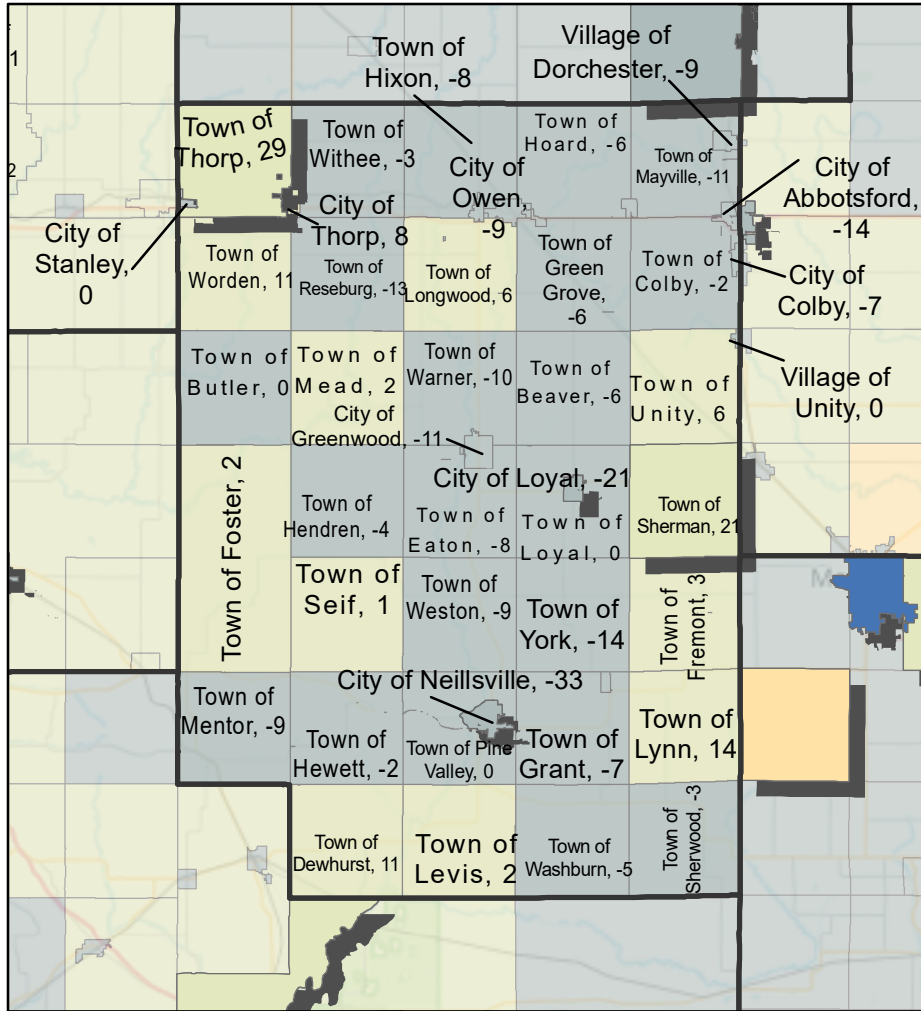 Town of
Hixon, -8
Village of
Dorchester, -9
1
Town of
Thorp, 29
Town of
Withee, -3
Town of
Hoard, -6
Town of
Mayville, -11
2
City of
Owen,
-9
City of
Abbotsford,
-14
City of
Thorp, 8
City of
Stanley,
0
Town of
Worden, 11
Town of
Reseburg, -13
Town of
Longwood, 6
Town of
Green
Grove,
-6
Town of
Colby, -2
City of
Colby, -7
Town of
Butler, 0
Town of
Mead, 2
Town of
Warner, -10
Town of
Beaver, -6
Town of
Unity, 6
Village of
Unity, 0
City of
Greenwood, -11
City of Loyal, -21
Town of Foster, 2
Town of
Hendren, -4
Town of
Eaton, -8
Town of
Loyal, 0
Town of
Sherman, 21
Town of
Seif, 1
Town of
Weston, -9
Town of
York, -14
Town of
Fremont, 3
City of Neillsville, -33
Town of
Mentor, -9
Town of
Hewett, -2
Town of Pine
Valley, 0
Town of
Grant, -7
Town of
Lynn, 14
Town of
Dewhurst, 11
Town of
Levis, 2
Town of
Washburn, -5
Town of
Sherwood, -3